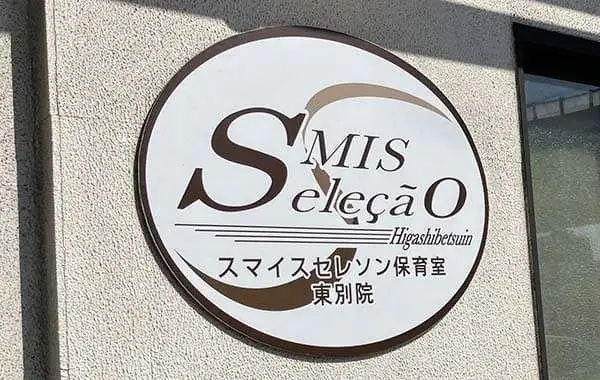 SMIS
SeleçãO
Higashibetsuin
スマイスセレソン保育室
東別院